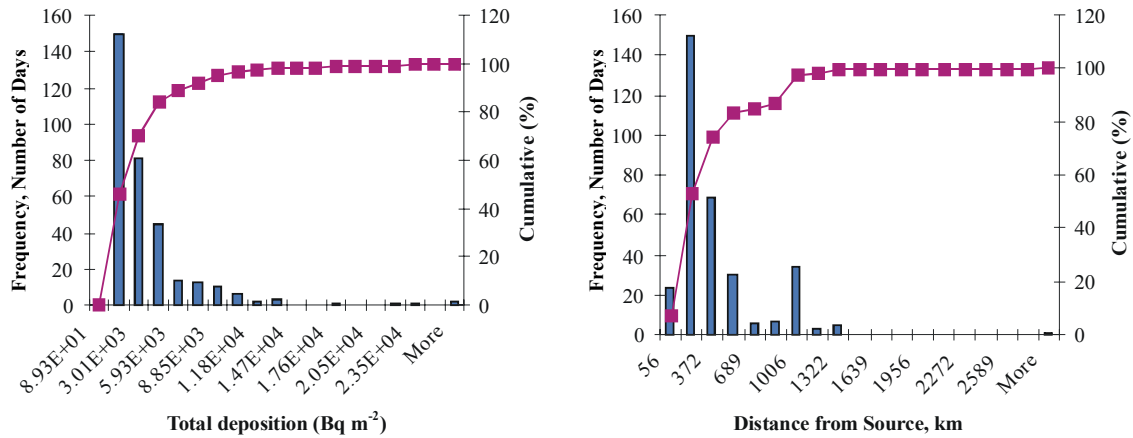 160
140
120
100
80
60
40
20
0
Frequency, Number of Days
120
100
80
60
40
20
0
Cumulative (%)
8.93E+01
3.01E+03
5.93E+03
8.85E+03
1.18E+04
1.47E+04
1.76E+04
2.05E+04
2.35E+04
More
Total deposition (Bq m⁻²)
160
140
120
100
80
60
40
20
0
Frequency, Number of Days
120
100
80
60
40
20
0
Cumulative (%)
56
372
689
1006
1322
1639
1956
2272
2589
More
Distance from Source, km